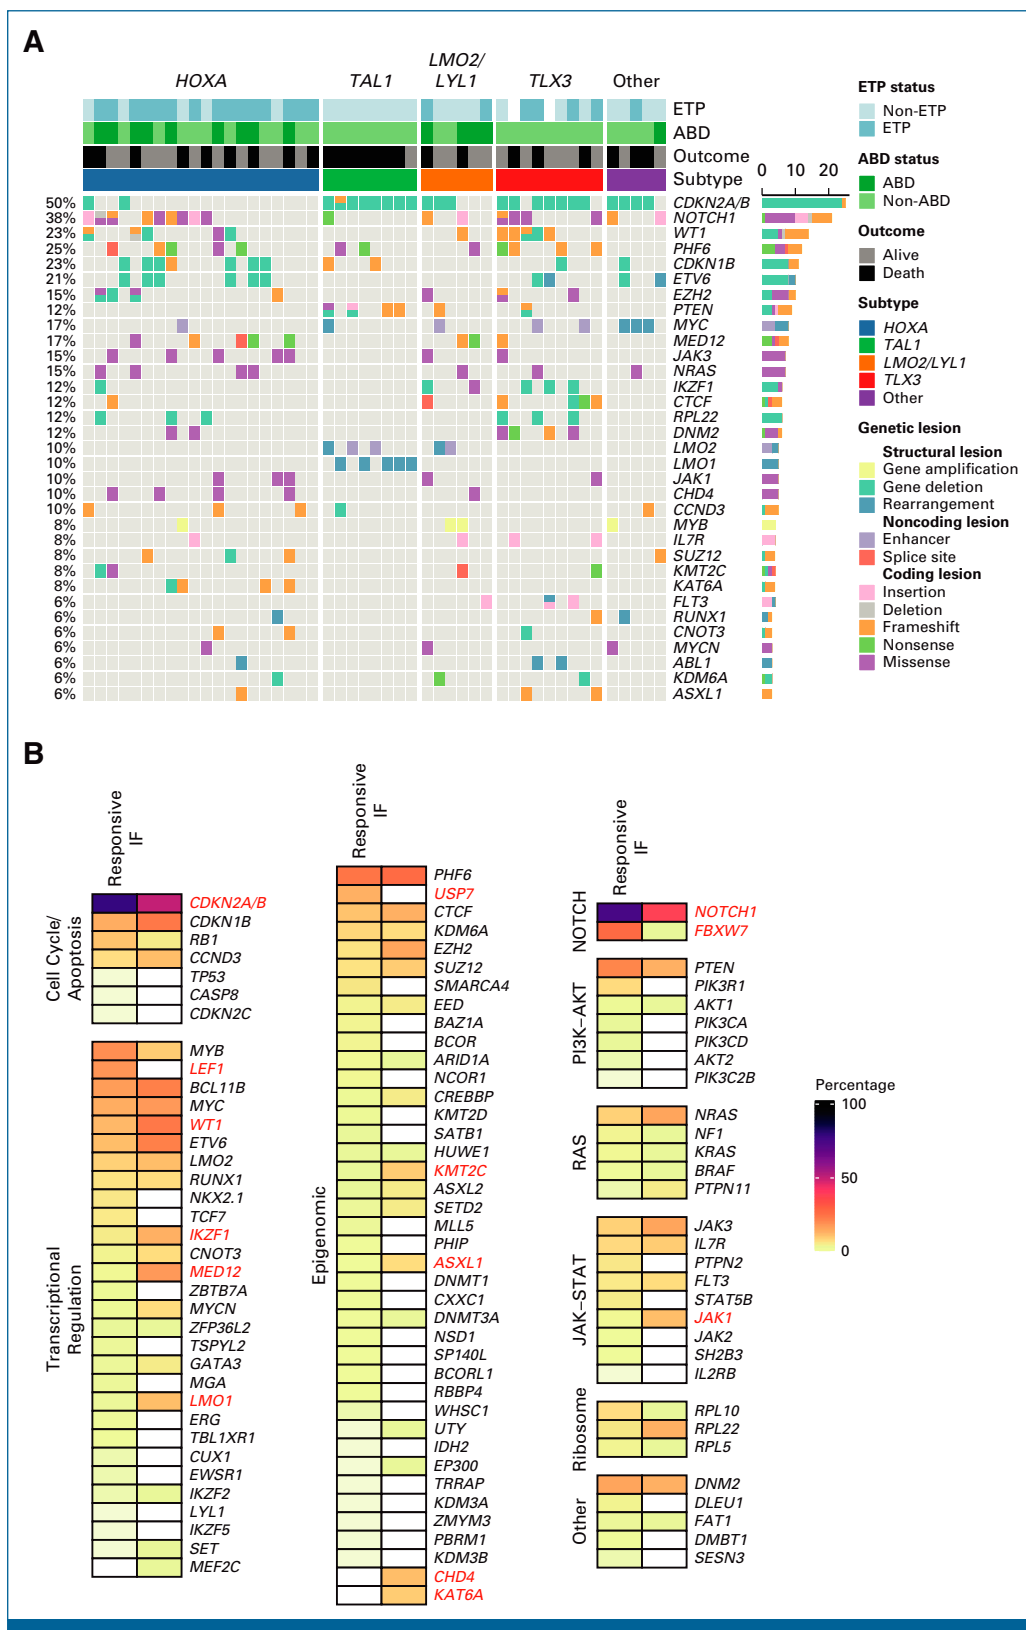 A
HOXA
TAL1
LMO2/
LYL1
TLX3
Other
ETP
ABD
Outcome
Subtype
0 10 20
50% CDKN2A/B
38% NOTCH1
23% WT1
25% PHF6
23% CDKN1B
21% ETV6
15% EZH2
12% PTEN
17% MYC
17% MED12
15% JAK3
15% NRAS
12% IKZF1
12% CTCF
12% RPL22
12% DNM2
10% LMO2
10% LMO1
10% JAK1
10% CHD4
10% CCND3
8% MYB
8% IL7R
8% SUZ12
8% KMT2C
8% KAT6A
6% FLT3
6% RUNX1
6% CNOT3
6% MYCN
6% ABL1
6% KDM6A
6% ASXL1
ETP status
Non-ETP
ETP
ABD status
ABD
Non-ABD
Outcome
Alive
Death
Subtype
HOXA
TAL1
LMO2/LYL1
TLX3
Other
Genetic lesion
Structural lesion
Gene amplification
Gene deletion
Rearrangement
Noncoding lesion
Enhancer
Splice site
Coding lesion
Insertion
Deletion
Frameshift
Nonsense
Missense
B
Responsive
IF
Cell Cycle/
Apoptosis
CDKN2A/B
CDKN1B
RB1
CCND3
TP53
CASP8
CDKN2C
Transcriptional
Regulation
MYB
LEF1
BCL11B
MYC
WT1
ETV6
LMO2
RUNX1
NKX2.1
TCF7
IKZF1
CNOT3
MED12
ZBTB7A
MYCN
ZFP36L2
TSPYL2
GATA3
MGA
LMO1
ERG
TBL1XR1
CUX1
EWSR1
IKZF2
LYL1
IKZF5
SET
MEF2C
Responsive
IF
Epigenomic
PHF6
USP7
CTCF
KDM6A
EZH2
SUZ12
SMARCA4
EED
BAZ1A
BCOR
ARID1A
NCOR1
CREBBP
KMT2D
SATB1
HUWE1
KMT2C
ASXL2
SETD2
MLL5
PHIP
ASXL1
DNMT1
CXXC1
DNMT3A
NSD1
SP140L
BCORL1
RBBP4
WHSC1
UTY
IDH2
EP300
TRRAP
KDM3A
ZMYM3
PBRM1
KDM3B
CHD4
KAT6A
Responsive
IF
NOTCH
NOTCH1
FBXW7
PI3K–AKT
PTEN
PIK3R1
AKT1
PIK3CA
PIK3CD
AKT2
PIK3C2B
RAS
NRAS
NF1
KRAS
BRAF
PTPN11
JAK–STAT
JAK3
IL7R
PTPN2
FLT3
STAT5B
JAK1
JAK2
SH2B3
IL2RB
Ribosome
RPL10
RPL22
RPL5
Other
DNM2
DLEU1
FAT1
DMBT1
SESN3
Percentage
100
50
0